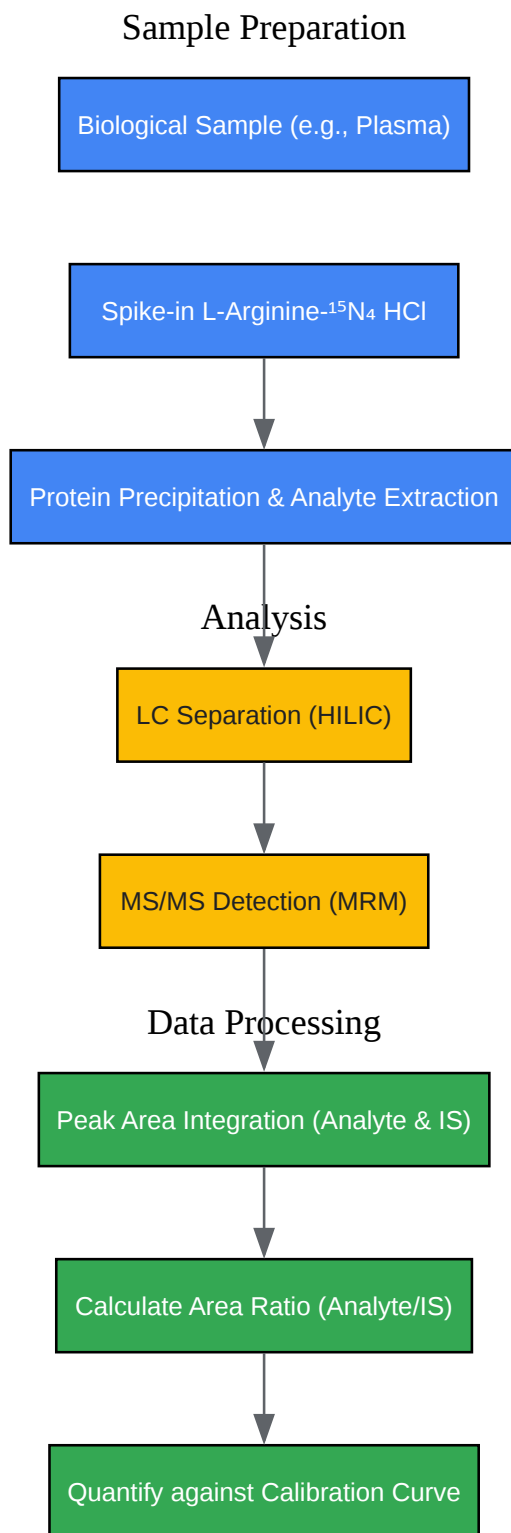 Sample Preparation
Biological Sample (e.g., Plasma)
Spike-in L-Arginine-¹⁵N₄ HCl
Protein Precipitation & Analyte Extraction
Analysis
LC Separation (HILIC)
MS/MS Detection (MRM)
Data Processing
Peak Area Integration (Analyte & IS)
Calculate Area Ratio (Analyte/IS)
Quantify against Calibration Curve